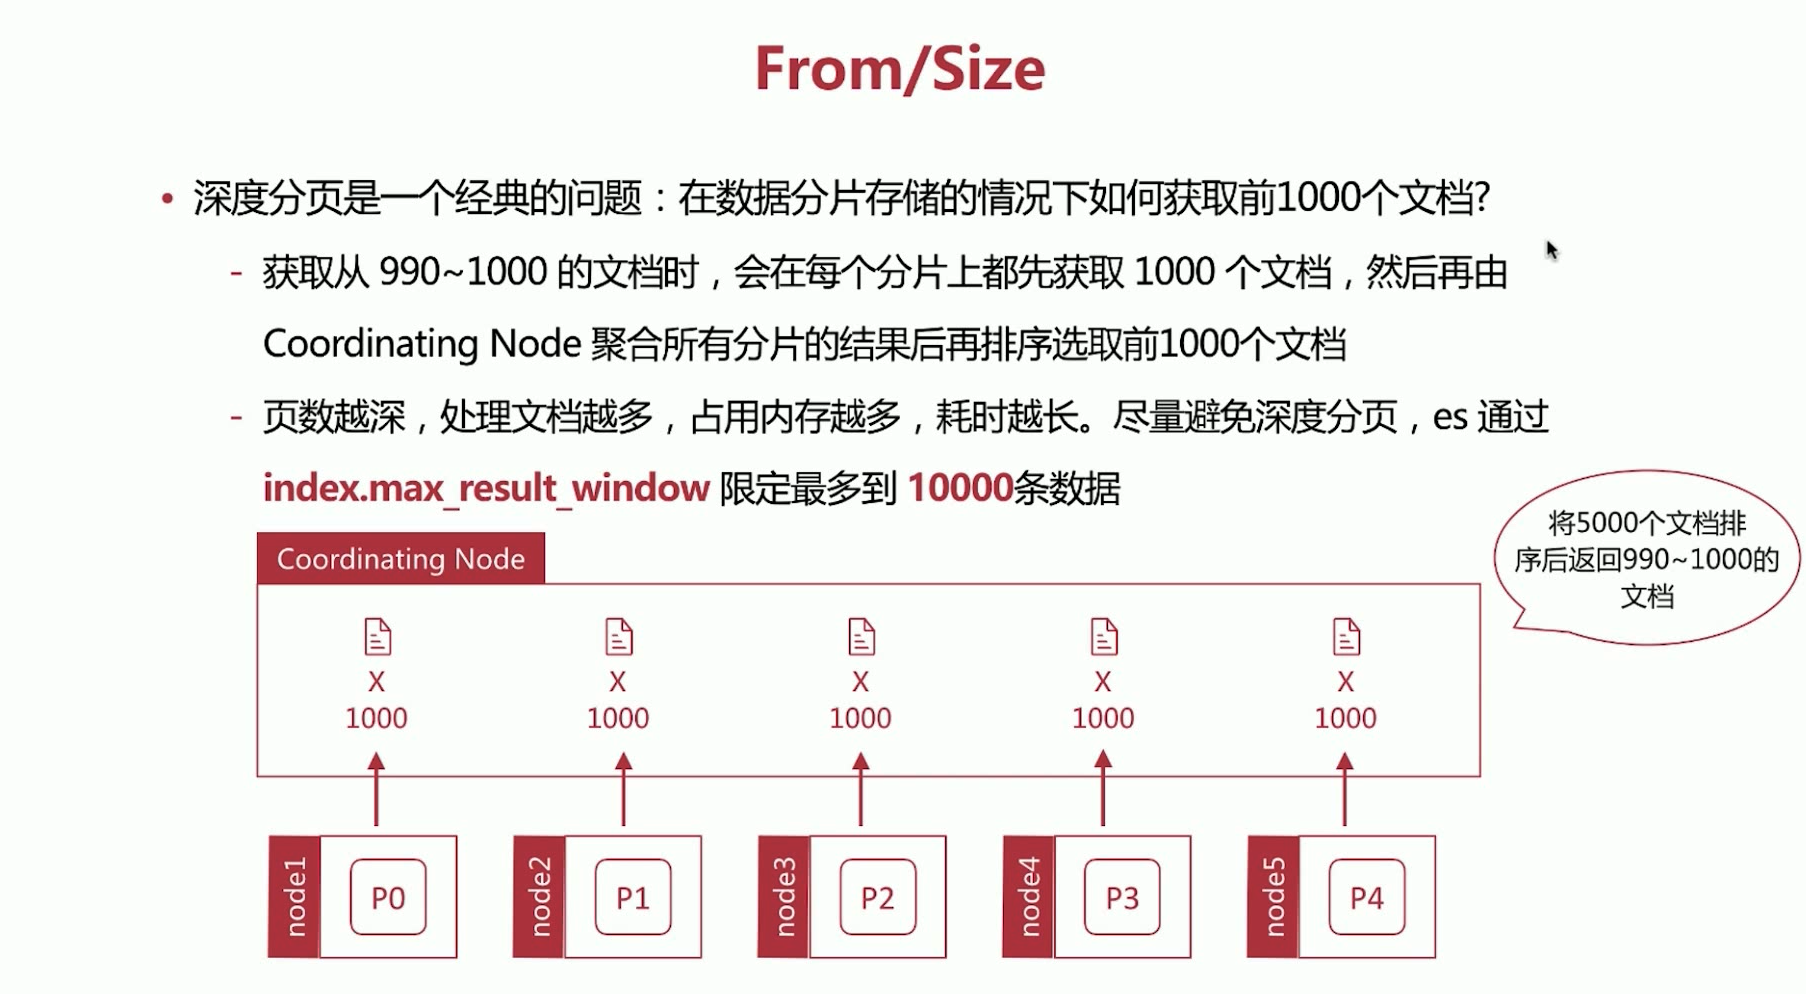 From/Size
• 深度分页是一个经典的问题：在数据分片存储的情况下如何获取前1000个文档?
- 获取从 990~1000 的文档时，会在每个分片上都先获取 1000 个文档，然后再由
Coordinating Node 聚合所有分片的结果后再排序选取前1000个文档
- 页数越深，处理文档越多，占用内存越多，耗时越长。尽量避免深度分页，es 通过
index.max_result_window 限定最多到 10000条数据
将5000个文档排
序后返回990~1000的
文档
Coordinating Node
X X X X X
1000 1000 1000 1000 1000
node1 P0 node2 P1 node3 P2 node4 P3 node5 P4